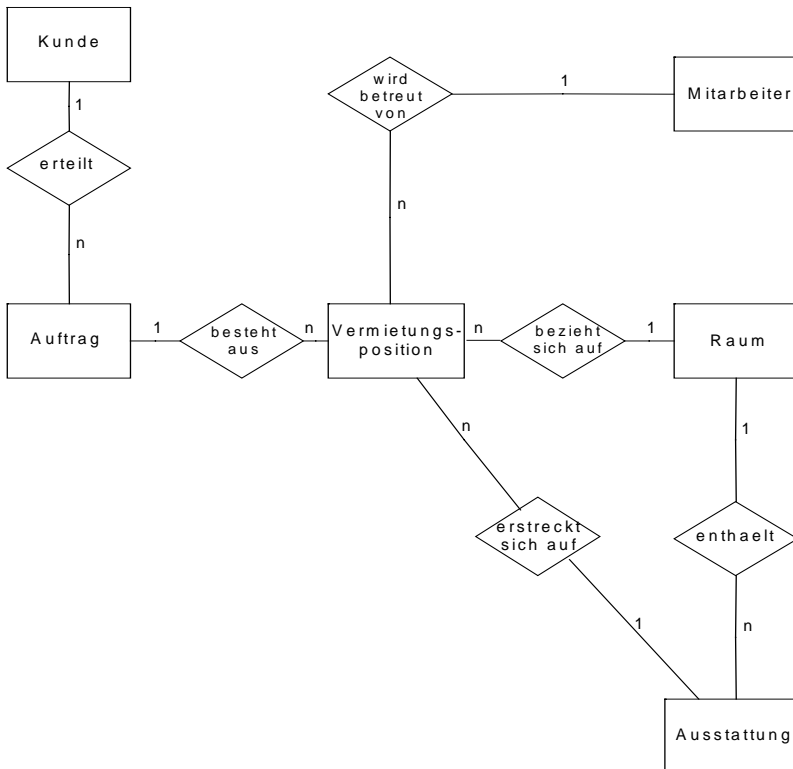 Kunde
1
erteilt
n
Auftrag
1
besteht
aus
n
Vermietungs-
position
n
wird
betreut
von
1
Mitarbeiter
n
bezieht
sich auf
1
Raum
n
erstreckt
sich auf
1
1
enthaelt
n
Ausstattung